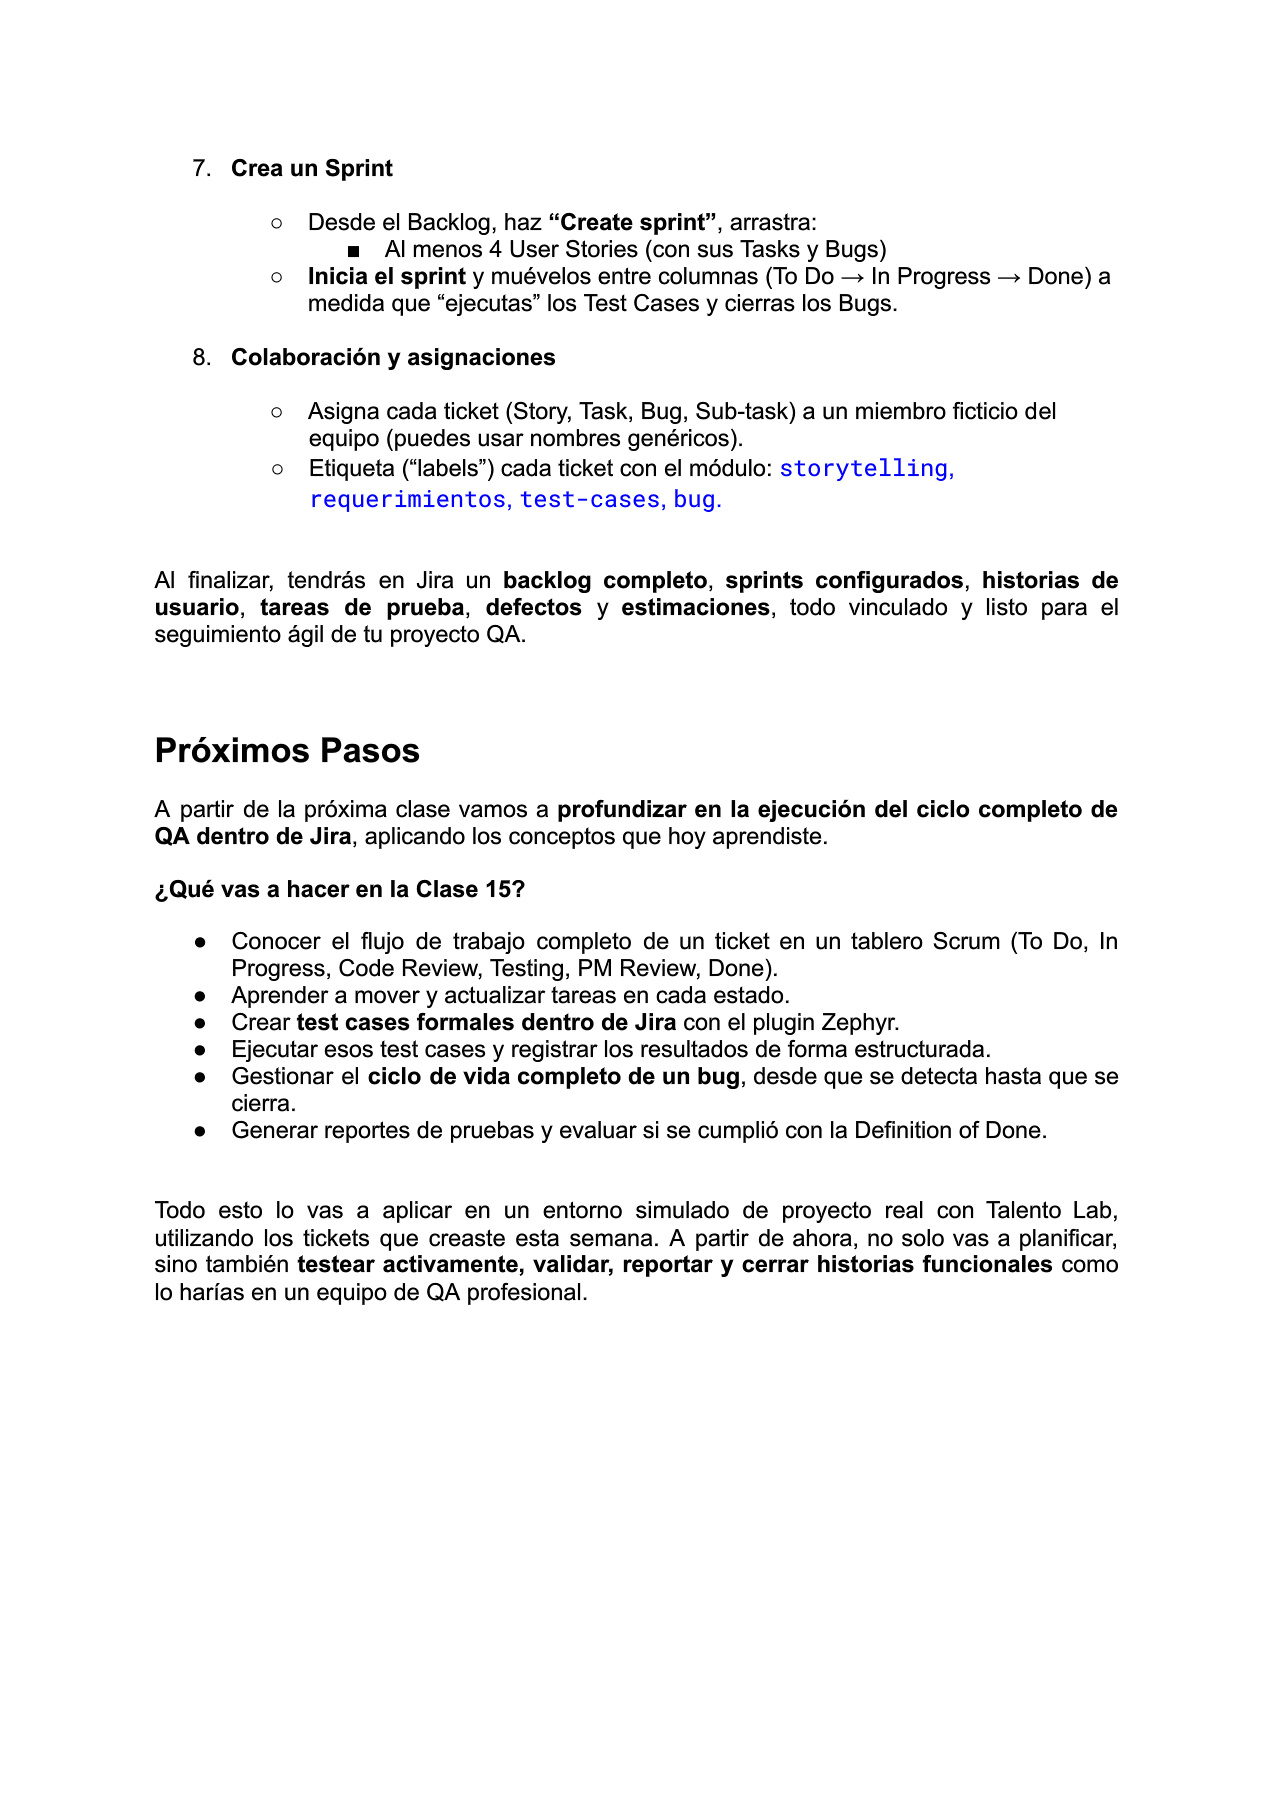 7. Crea un Sprint
○ Desde el Backlog, haz “Create sprint”, arrastra:
■ Al menos 4 User Stories (con sus Tasks y Bugs)
○ Inicia el sprint y muévelos entre columnas (To Do → In Progress → Done) a
medida que “ejecutas” los Test Cases y cierras los Bugs.
8. Colaboración y asignaciones
○ Asigna cada ticket (Story, Task, Bug, Sub-task) a un miembro ficticio del
equipo (puedes usar nombres genéricos).
○ Etiqueta (“labels”) cada ticket con el módulo: storytelling,
requerimientos, test-cases, bug.
Al finalizar, tendrás en Jira un backlog completo, sprints configurados, historias de
usuario, tareas de prueba, defectos y estimaciones, todo vinculado y listo para el
seguimiento ágil de tu proyecto QA.
Próximos Pasos
A partir de la próxima clase vamos a profundizar en la ejecución del ciclo completo de
QA dentro de Jira, aplicando los conceptos que hoy aprendiste.
¿Qué vas a hacer en la Clase 15?
● Conocer el flujo de trabajo completo de un ticket en un tablero Scrum (To Do, In
Progress, Code Review, Testing, PM Review, Done).
● Aprender a mover y actualizar tareas en cada estado.
● Crear test cases formales dentro de Jira con el plugin Zephyr.
● Ejecutar esos test cases y registrar los resultados de forma estructurada.
● Gestionar el ciclo de vida completo de un bug, desde que se detecta hasta que se
cierra.
● Generar reportes de pruebas y evaluar si se cumplió con la Definition of Done.
Todo esto lo vas a aplicar en un entorno simulado de proyecto real con Talento Lab,
utilizando los tickets que creaste esta semana. A partir de ahora, no solo vas a planificar,
sino también testear activamente, validar, reportar y cerrar historias funcionales como
lo harías en un equipo de QA profesional.